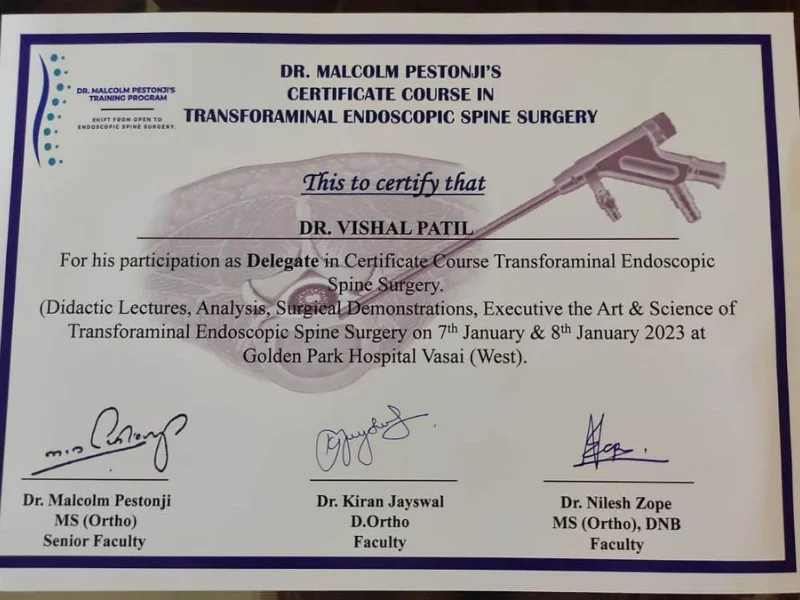 DR. MALCOLM PESTONJI'S
TRAINING PROGRAM
SHIFT FROM OPEN TO
ENDOSCOPIC SPINE SURGERY.
DR. MALCOLM PESTONJI'S
CERTIFICATE COURSE IN
TRANSFORAMINAL ENDOSCOPIC SPINE SURGERY
This to certify that
DR. VISHAL PATIL
For his participation as Delegate in Certificate Course Transforaminal Endoscopic
Spine Surgery.
(Didactic Lectures, Analysis, Surgical Demonstrations, Executive the Art & Science of
Transforaminal Endoscopic Spine Surgery on 7th January & 8th January 2023 at
Golden Park Hospital Vasai (West).
Dr. Malcolm Pestonji
MS (Ortho)
Senior Faculty
Dr. Kiran Jayswal
D.Ortho
Faculty
Dr. Nilesh Zope
MS (Ortho), DNB
Faculty